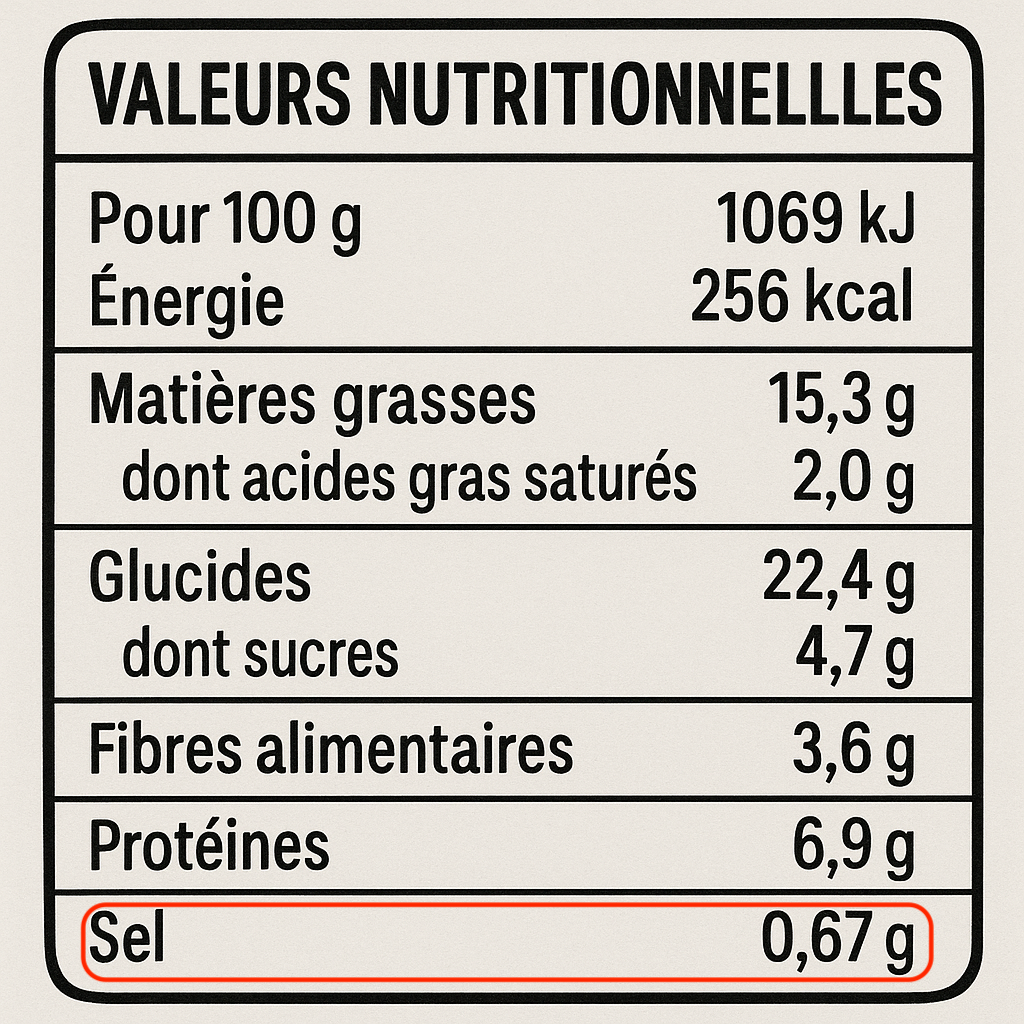 VALEURS NUTRITIONNELLLES
Pour 100 g 1069 kJ
Énergie 256 kcal
Matières grasses 15,3 g
dont acides gras saturés 2,0 g
Glucides 22,4 g
dont sucres 4,7 g
Fibres alimentaires 3,6 g
Protéines 6,9 g
Sel 0,67 g